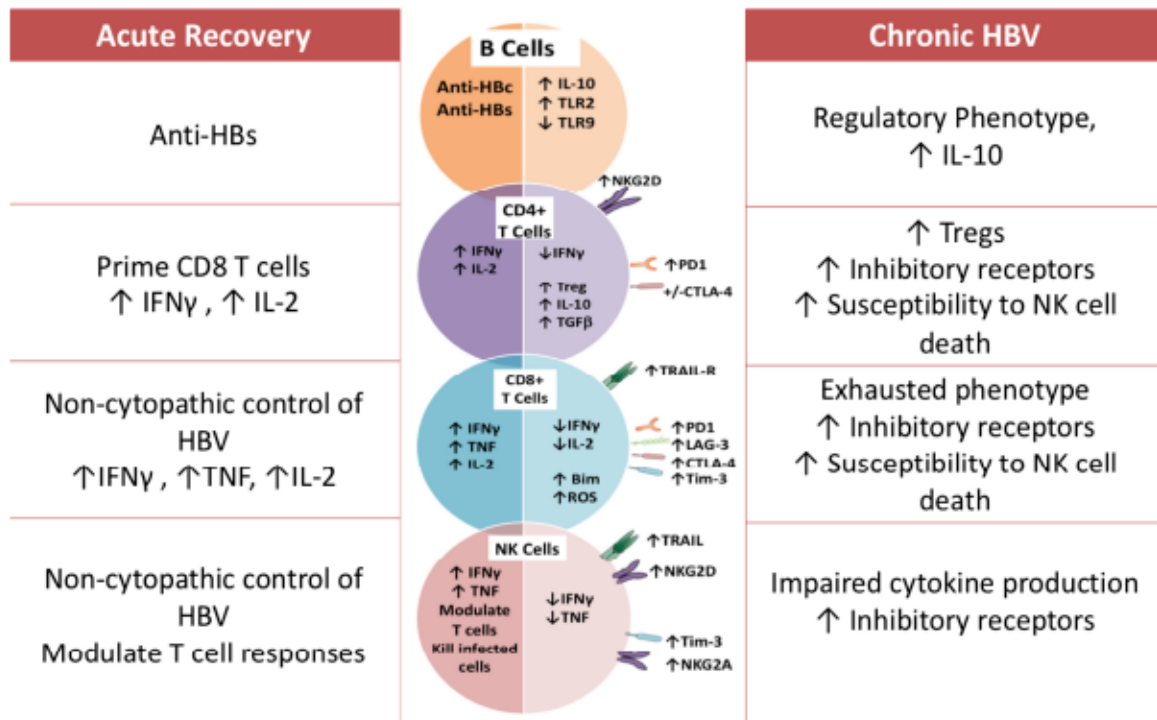 Acute Recovery
Anti-HBs
Prime CD8 T cells
↑ IFNγ , ↑ IL-2
Non-cytopathic control of
HBV
↑IFNγ , ↑TNF, ↑IL-2
Non-cytopathic control of
HBV
Modulate T cell responses
B Cells
Anti-HBc
Anti-HBs
↑ IL-10
↑ TLR2
↓ TLR9
↑NKG2D
CD4+
T Cells
↑ IFNγ
↑ IL-2
↓IFNγ
↑ Treg
↑ IL-10
↑ TGFβ
↑PD1
+/-CTLA-4
CD8+
T Cells
↑ IFNγ
↑ TNF
↑ IL-2
↓IFNγ
↓IL-2
↑ Bim
↑ROS
↑TRAIL-R
↑PD1
↑LAG-3
↑CTLA-4
↑Tim-3
NK Cells
↑ IFNγ
↑ TNF
Modulate
T cells
Kill infected
cells
↓IFNγ
↓TNF
↑TRAIL
↑NKG2D
↑Tim-3
↑NKG2A
Chronic HBV
Regulatory Phenotype,
↑ IL-10
↑ Tregs
↑ Inhibitory receptors
↑ Susceptibility to NK cell
death
Exhausted phenotype
↑ Inhibitory receptors
↑ Susceptibility to NK cell
death
Impaired cytokine production
↑ Inhibitory receptors